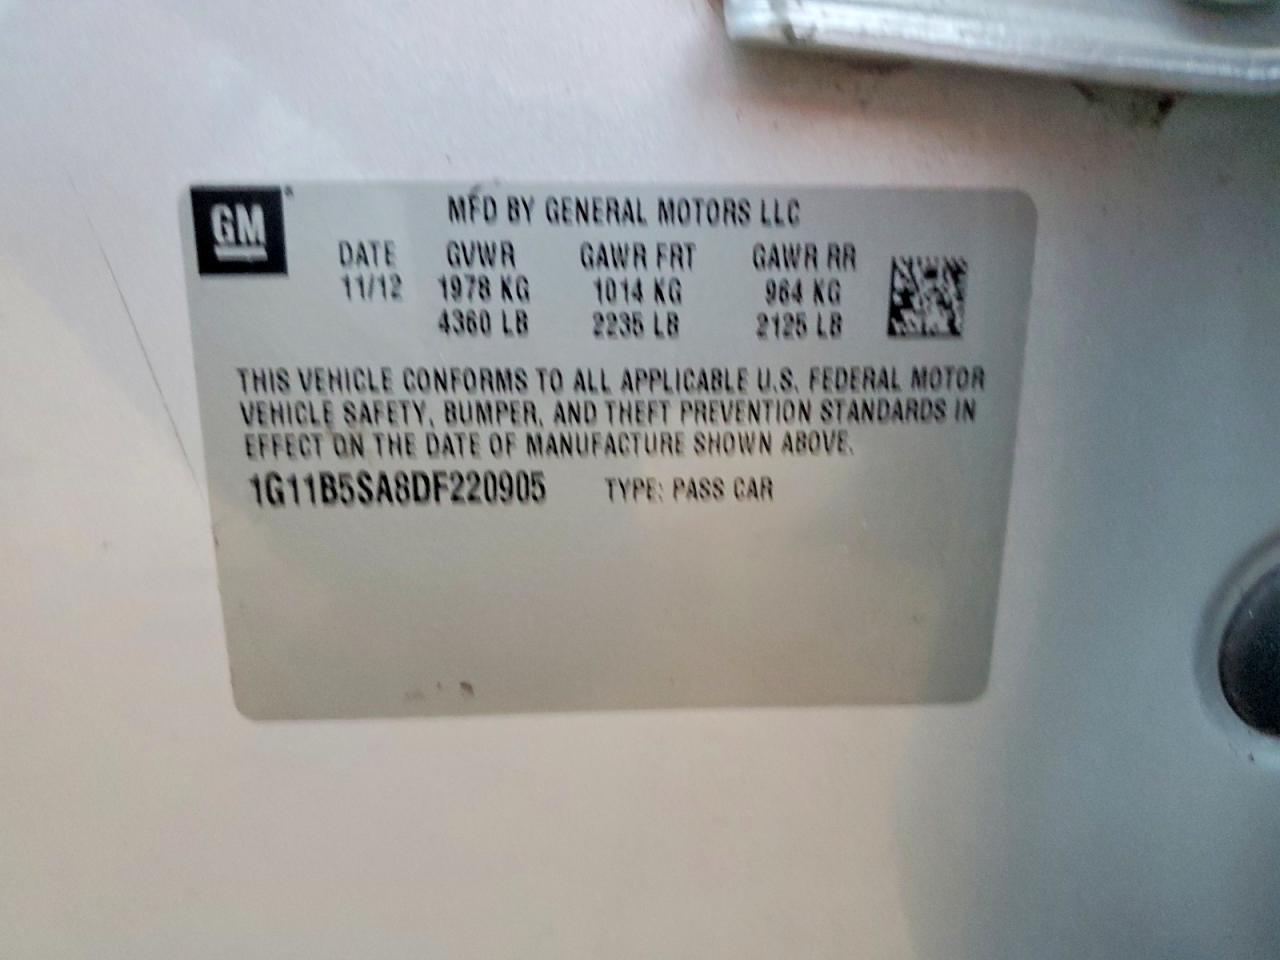 GM
MFD BY GENERAL MOTORS LLC
DATE GVWR GAWR FRT GAWR RR
11/12 1978 KG 1014 KG 964 KG
4360 LB 2235 LB 2125 LB
THIS VEHICLE CONFORMS TO ALL APPLICABLE U.S. FEDERAL MOTOR
VEHICLE SAFETY, BUMPER, AND THEFT PREVENTION STANDARDS IN
EFFECT ON THE DATE OF MANUFACTURE SHOWN ABOVE.
1G11B5SA8DF220905 TYPE: PASS CAR